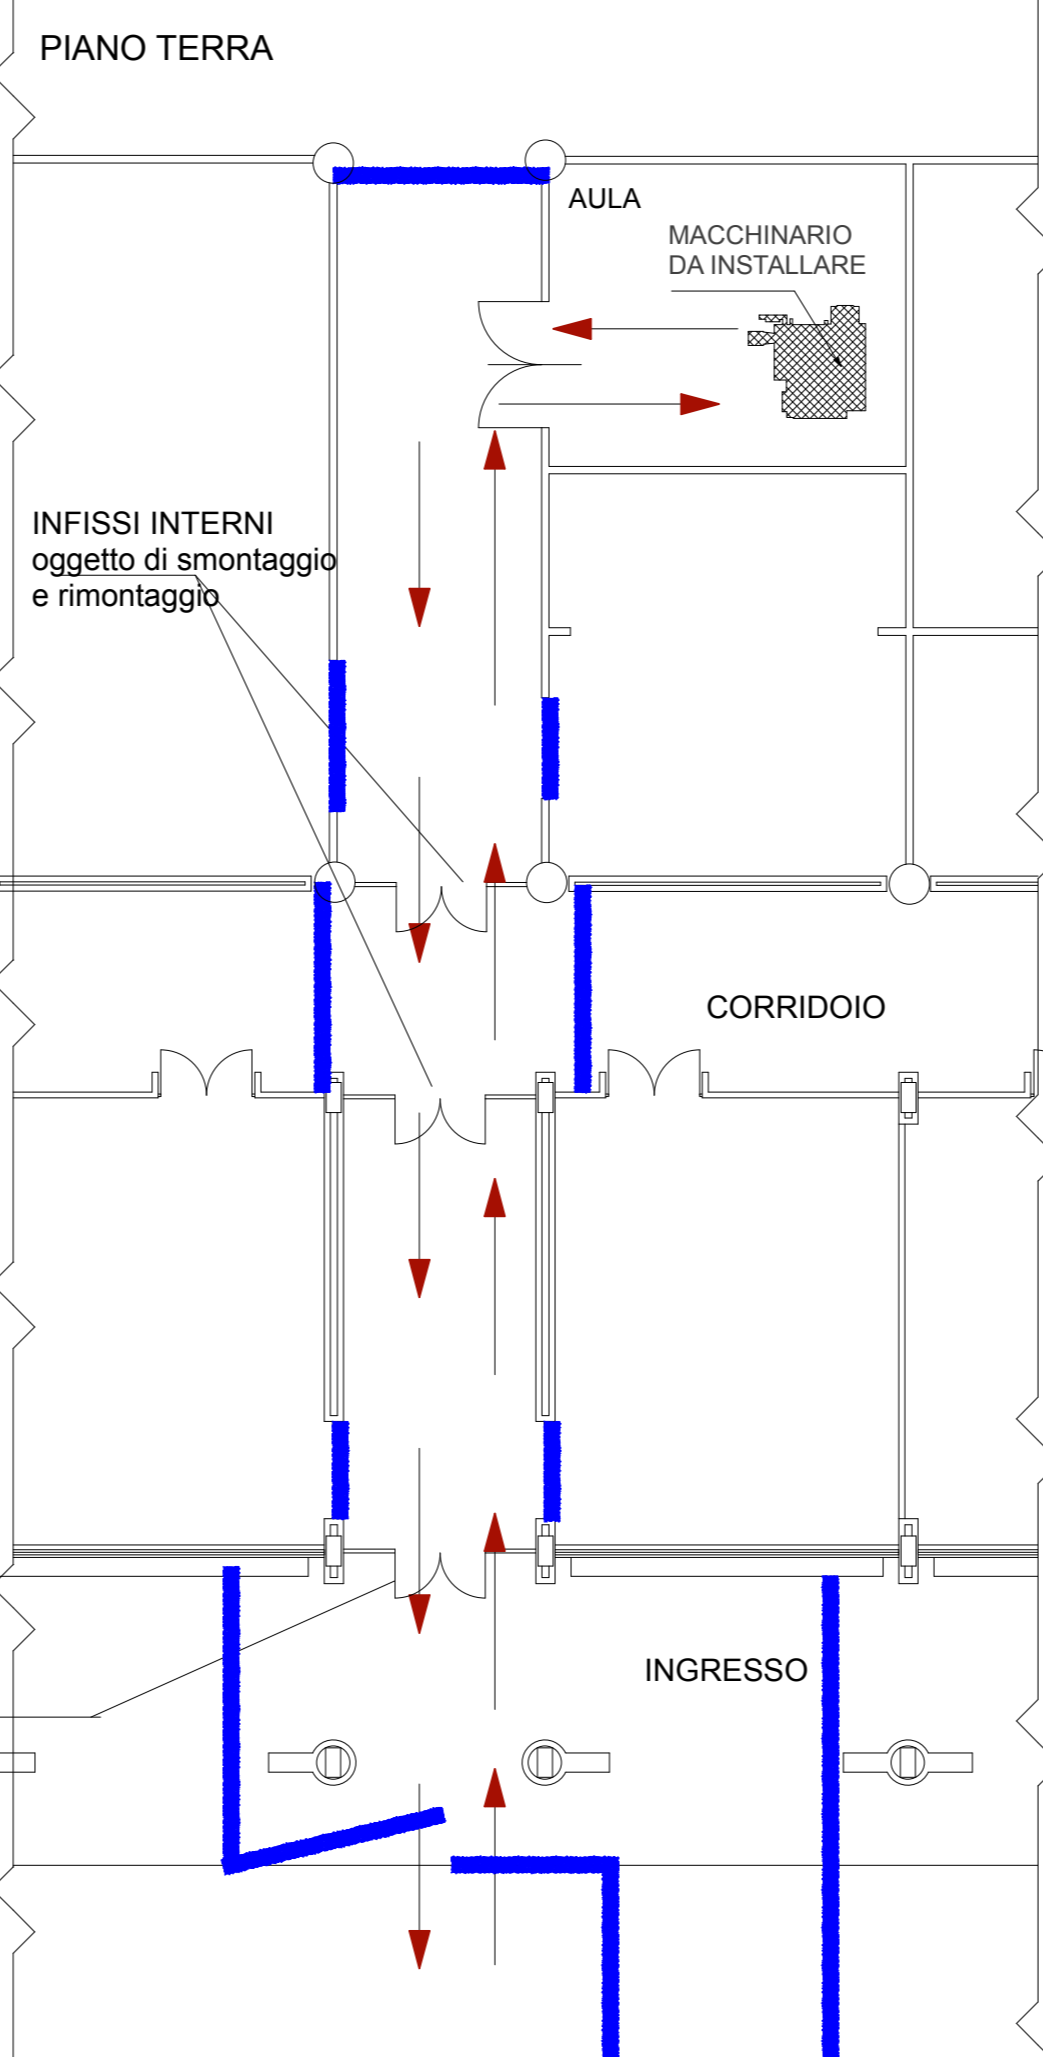 PIANO TERRA
AULA
MACCHINARIO
DA INSTALLARE
INFISSI INTERNI
oggetto di smontaggio
e rimontaggio
CORRIDOIO
INGRESSO